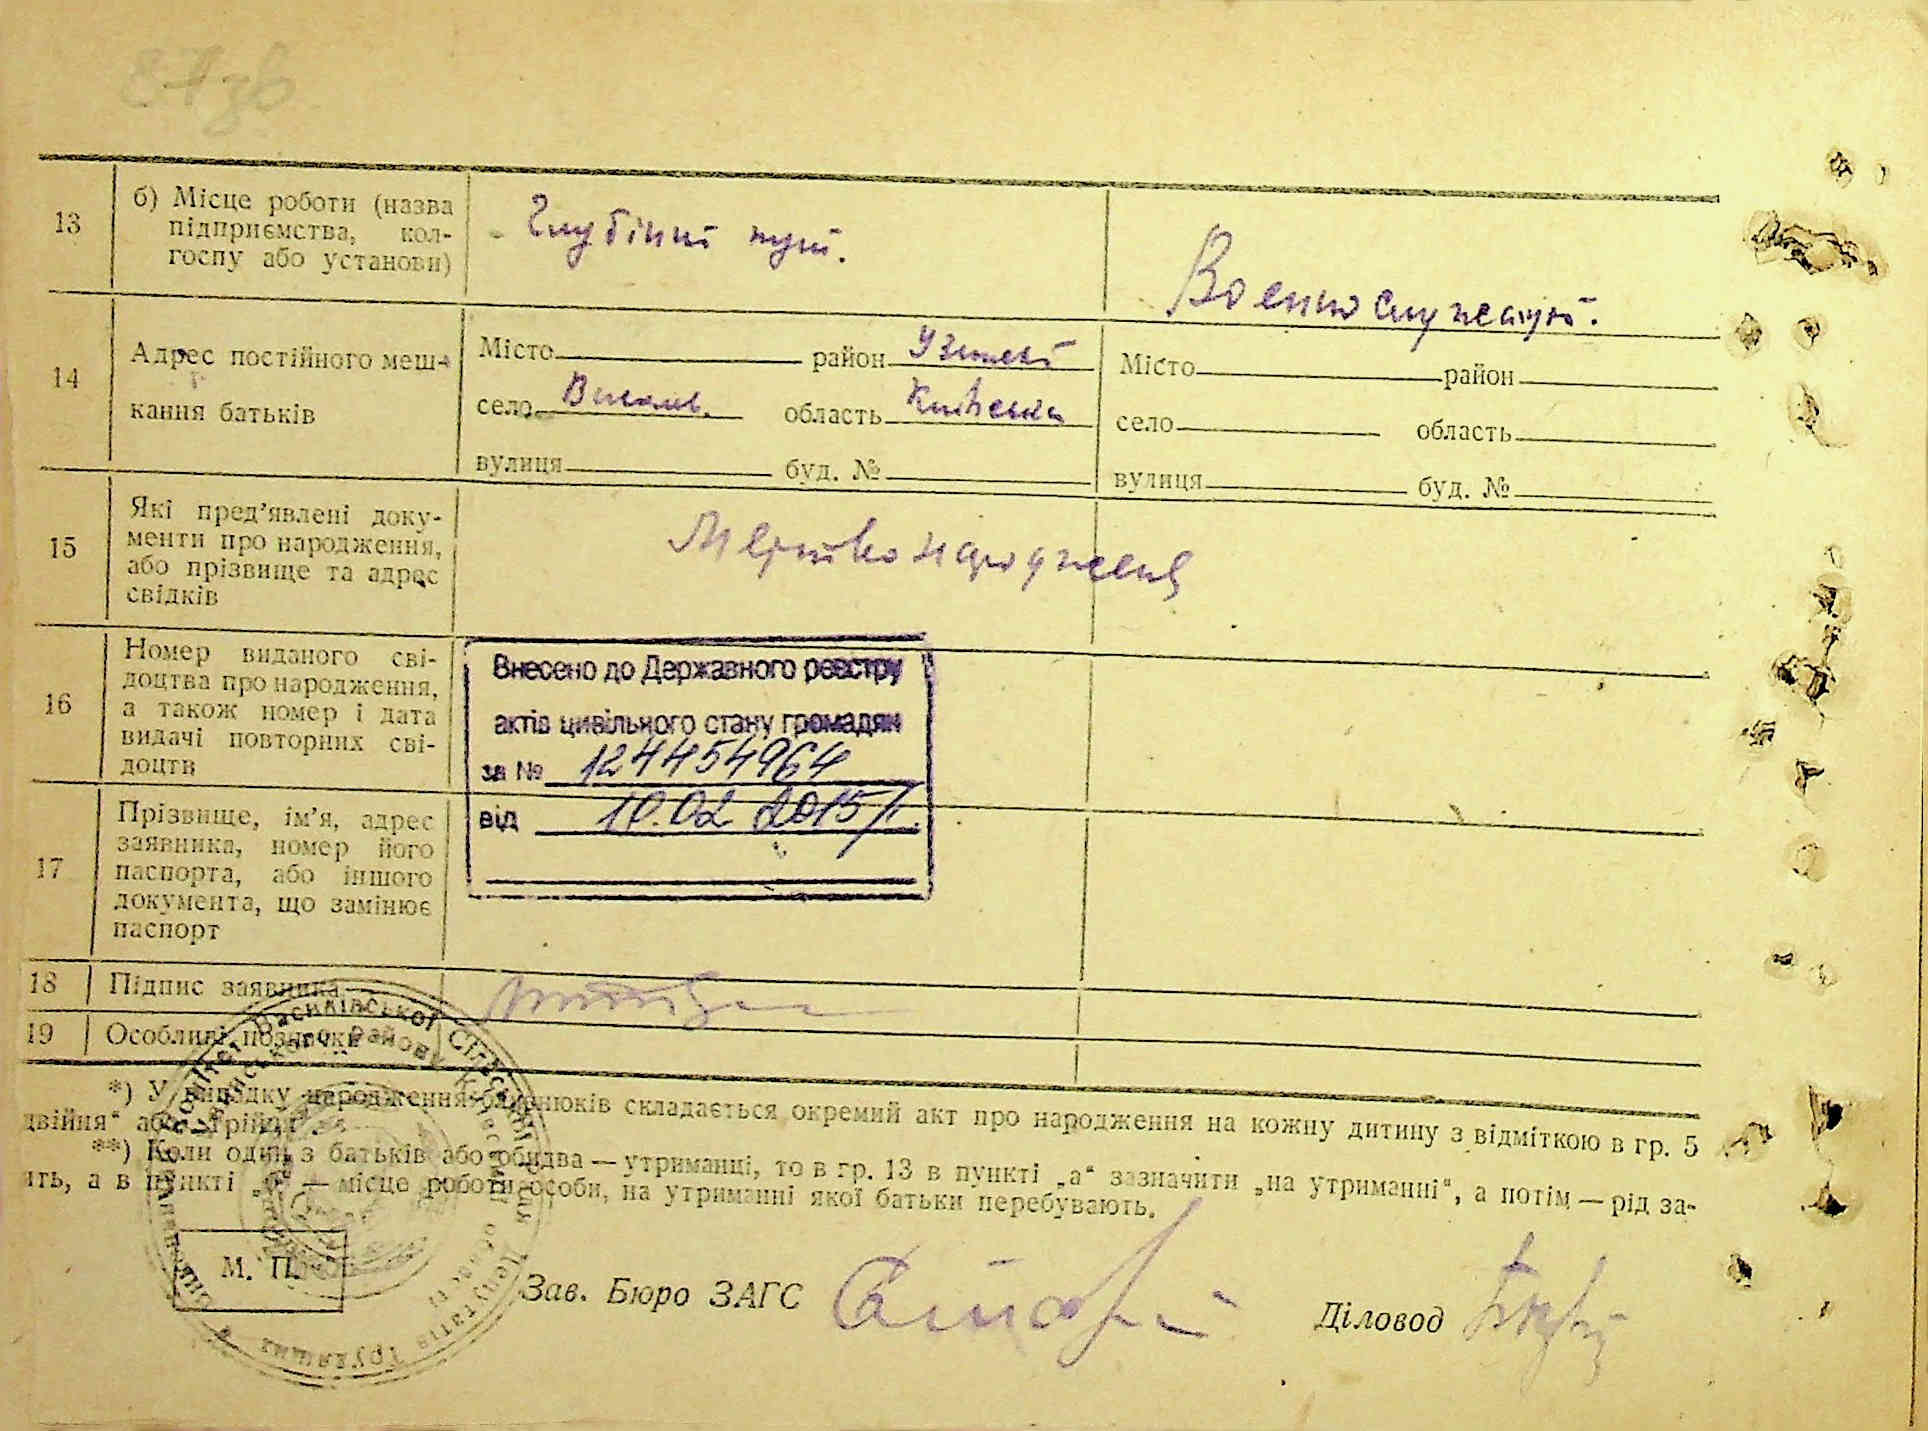 87зв
13
б) Місце роботи (назва
підприємства, кол-
госпу або установи)
Глубінні пуні.
Военнослужащий.
14
Адрес постійного меш-
кання батьків
Місто район
село область Київська
вулиця буд. №
Місто район
село область
вулиця буд. №
15
Які пред’явлені доку-
менти про народження,
або прізвище та адрес
свідків
Мертвонароджений
16
Номер виданого сві-
доцтва про народження,
а також номер і дата
видачі повторних сві-
доцтв
Внесено до Державного реєстру
актів цивільного стану громадян
за № 1244454964
від 10.02 2015 г.
17
Прізвище, ім’я, адрес
заявника, номер його
паспорта, або іншого
документа, що замінює
паспорт
18
Підпис заявника
19
Особливі позначки
*) У випадку народження близнюків складається окремий акт про народження на кожну дитину з відміткою в гр. 5
двійня“ або „трійня“
**) Коли один з батьків або обидва — утриманці, то в гр. 13 в пункті „а“ зазначити „на утриманні“, а потім — рід за-
ять, а в пункті — місце роботи особи, на утриманні якої батьки перебувають.
М. П.
Зав. Бюро ЗАГС
Діловод